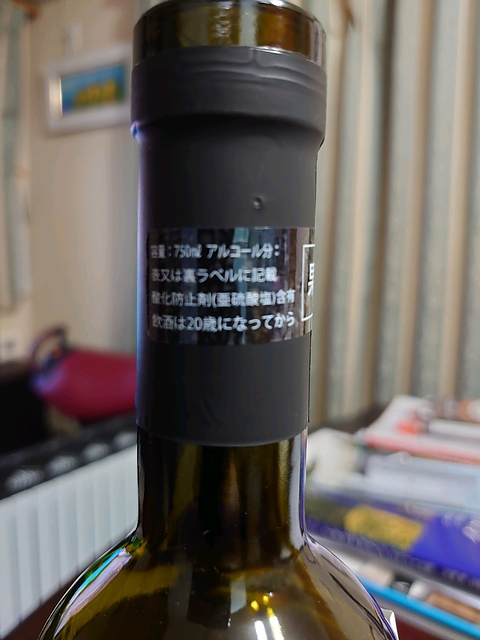 容量:750㎖ アルコール分:
表又は裏ラベルに記載
酸化防止剤(亜硫酸塩)含有
飲酒は20歳になってから